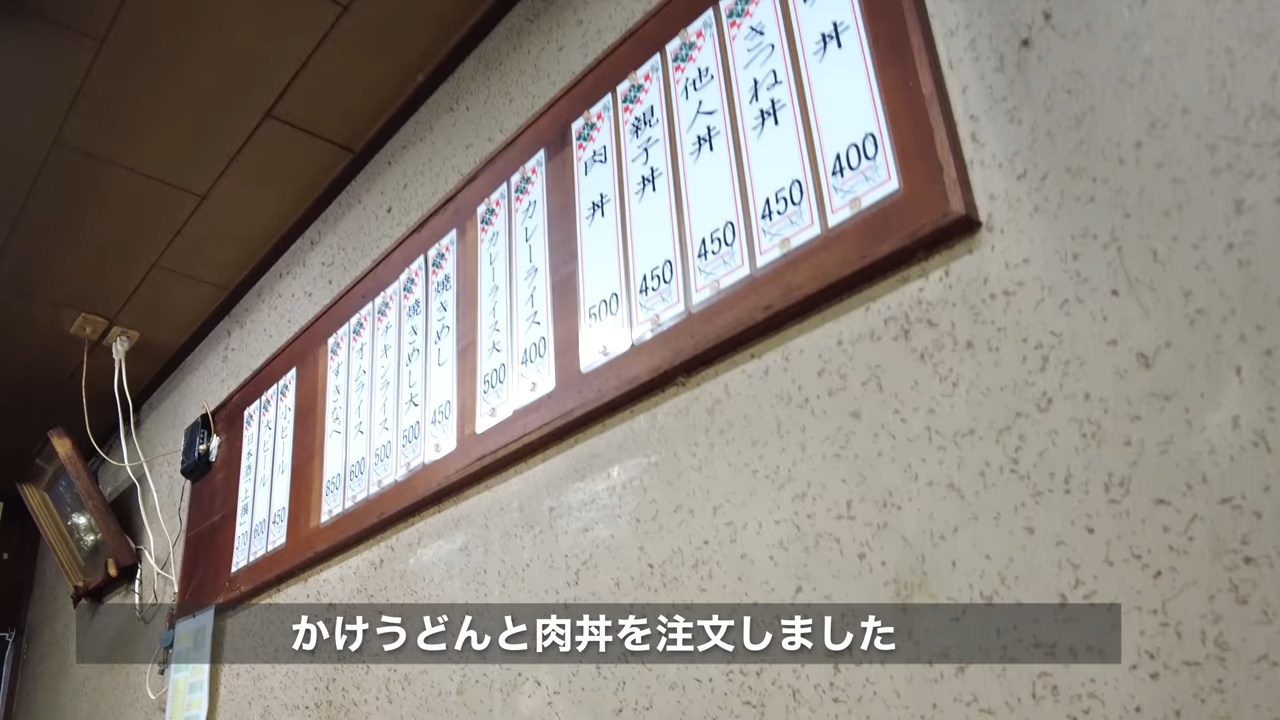 丼 400
きつね丼 450
他人丼 450
親子丼 450
肉丼 500
カレーライス 400
カレーライス大 500
焼きめし 450
焼きめし大 500
チキンライス 500
オムライス 600
すきなべ 850
小ビール 450
大ビール 600
日本酒「上撰」 370
かけうどんと肉丼を注文しました